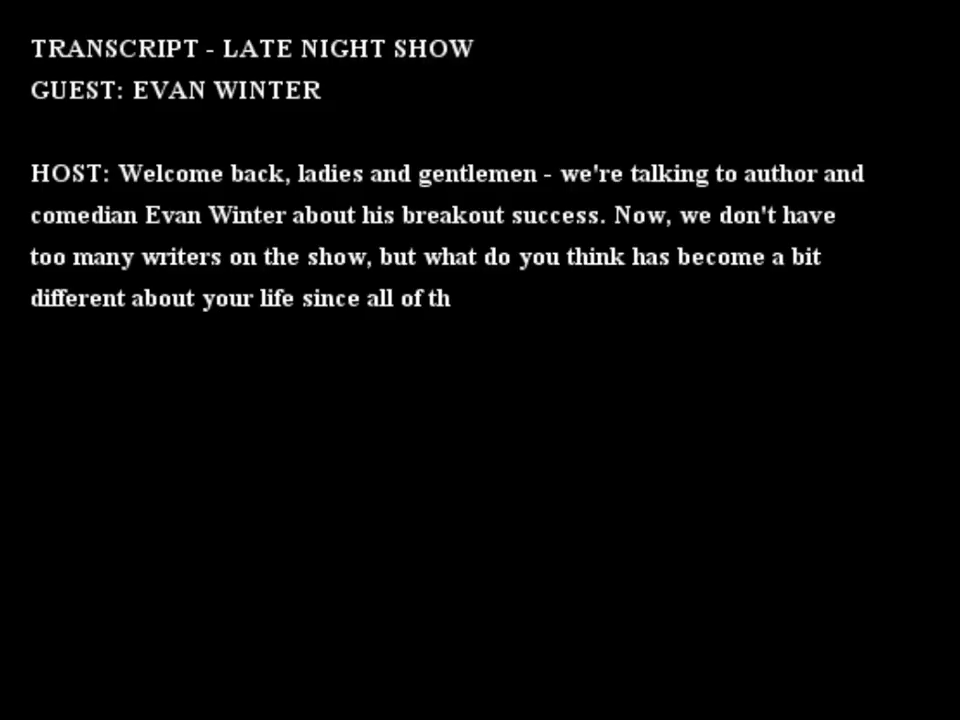 TRANSCRIPT - LATE NIGHT SHOW
GUEST: EVAN WINTER
HOST: Welcome back, ladies and gentlemen - we're talking to author and
comedian Evan Winter about his breakout success. Now, we don't have
too many writers on the show, but what do you think has become a bit
different about your life since all of th